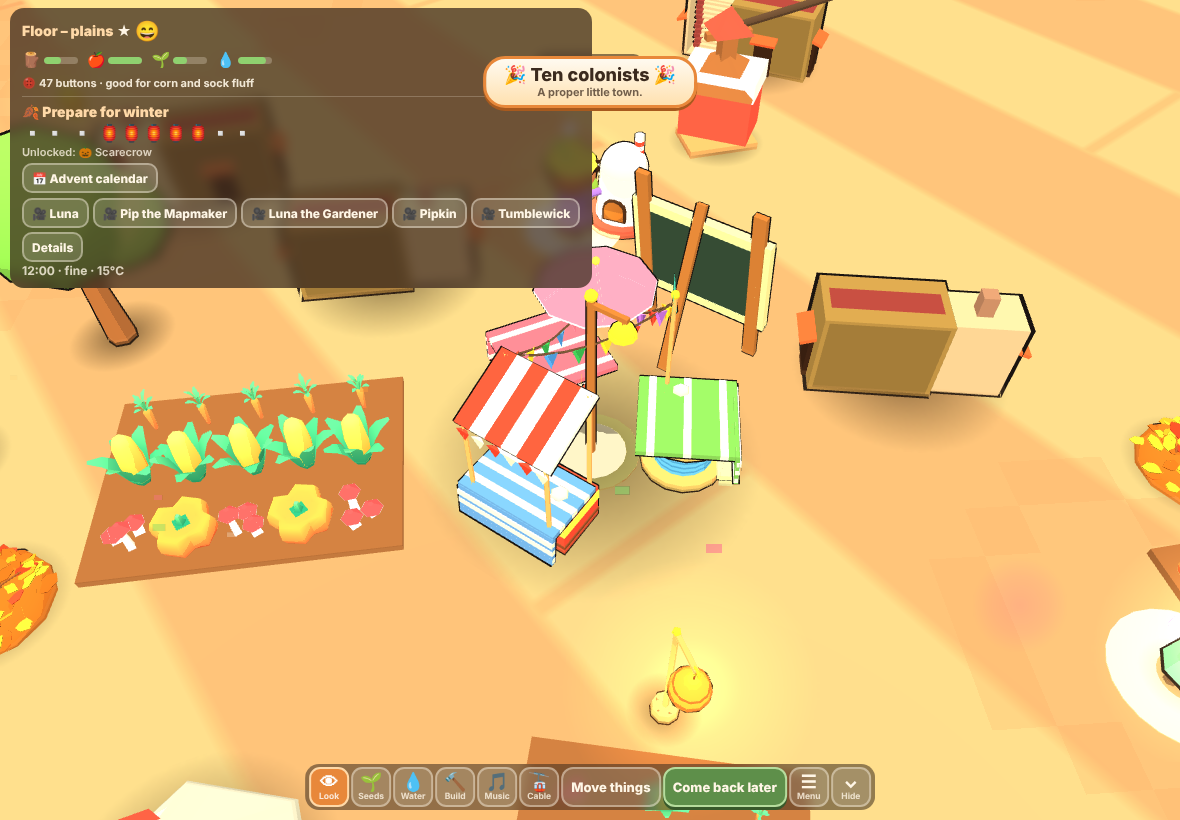 Floor – plains ★
47 buttons · good for corn and sock fluff
Prepare for winter
Unlocked: Scarecrow
Advent calendar
Luna
Pip the Mapmaker
Luna the Gardener
Pipkin
Tumblewick
Details
12:00 · fine · 15°C
Ten colonists
A proper little town.
Look
Seeds
Water
Build
Music
Cable
Move things
Come back later
Menu
Hide